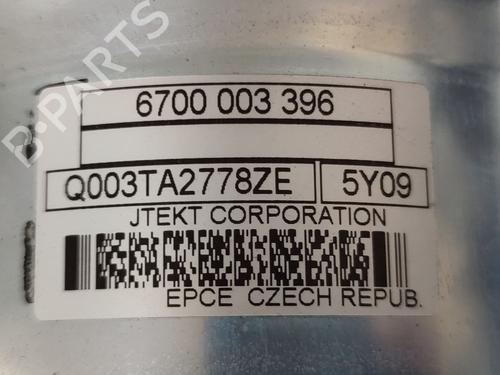 B-PARTS
6700 003 396
Q003TA2778ZE 5Y09
JTEKT CORPORATION
EPCE CZECH REPUB.